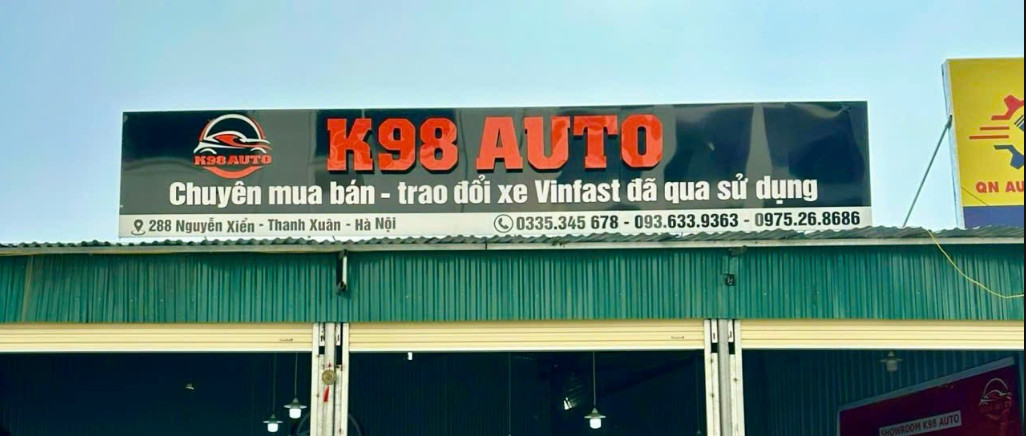 K98 AUTO
K98 AUTO
Chuyên mua bán - trao đổi xe Vinfast đã qua sử dụng
288 Nguyễn Xiển - Thanh Xuân - Hà Nội
0335.345 678 - 093.633.9363 - 0975.26.8686
QN AU
SHOWROOM K98 AUTO